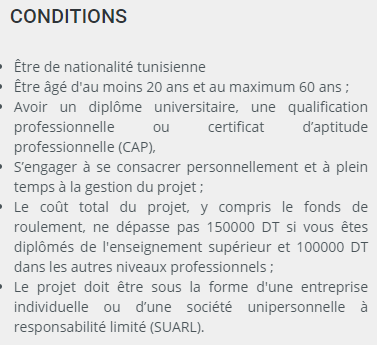 CONDITIONS
• Être de nationalité tunisienne
• Être âgé d'au moins 20 ans et au maximum 60 ans ;
• Avoir un diplôme universitaire, une qualification
professionnelle ou certificat d’aptitude
professionnelle (CAP),
• S’engager à se consacrer personnellement et à plein
temps à la gestion du projet ;
• Le coût total du projet, y compris le fonds de
roulement, ne dépasse pas 150000 DT si vous êtes
diplômés de l'enseignement supérieur et 100000 DT
dans les autres niveaux professionnels ;
• Le projet doit être sous la forme d'une entreprise
individuelle ou d’une société unipersonnelle à
responsabilité limité (SUARL).